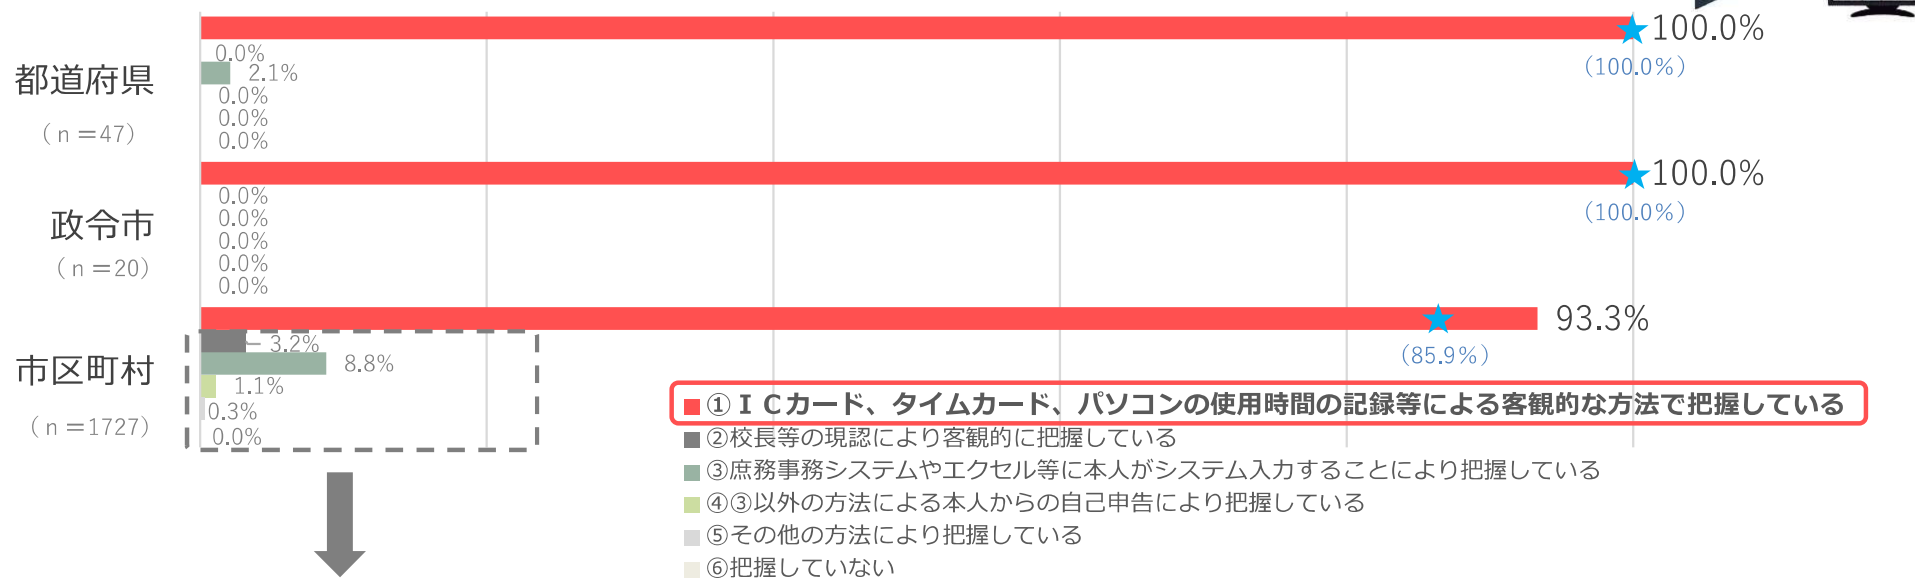 100.0%
(100.0%)
都道府県
(n=47)
0.0%
2.1%
0.0%
0.0%
0.0%
100.0%
(100.0%)
政令市
(n=20)
0.0%
0.0%
0.0%
0.0%
0.0%
93.3%
(85.9%)
市区町村
(n=1727)
3.2%
8.8%
1.1%
0.3%
0.0%
①ICカード、タイムカード、パソコンの使用時間の記録等による客観的な方法で把握している
②校長等の現認により客観的に把握している
③庶務事務システムやエクセル等に本人がシステム入力することにより把握している
④③以外の方法による本人からの自己申告により把握している
⑤その他の方法により把握している
⑥把握していない